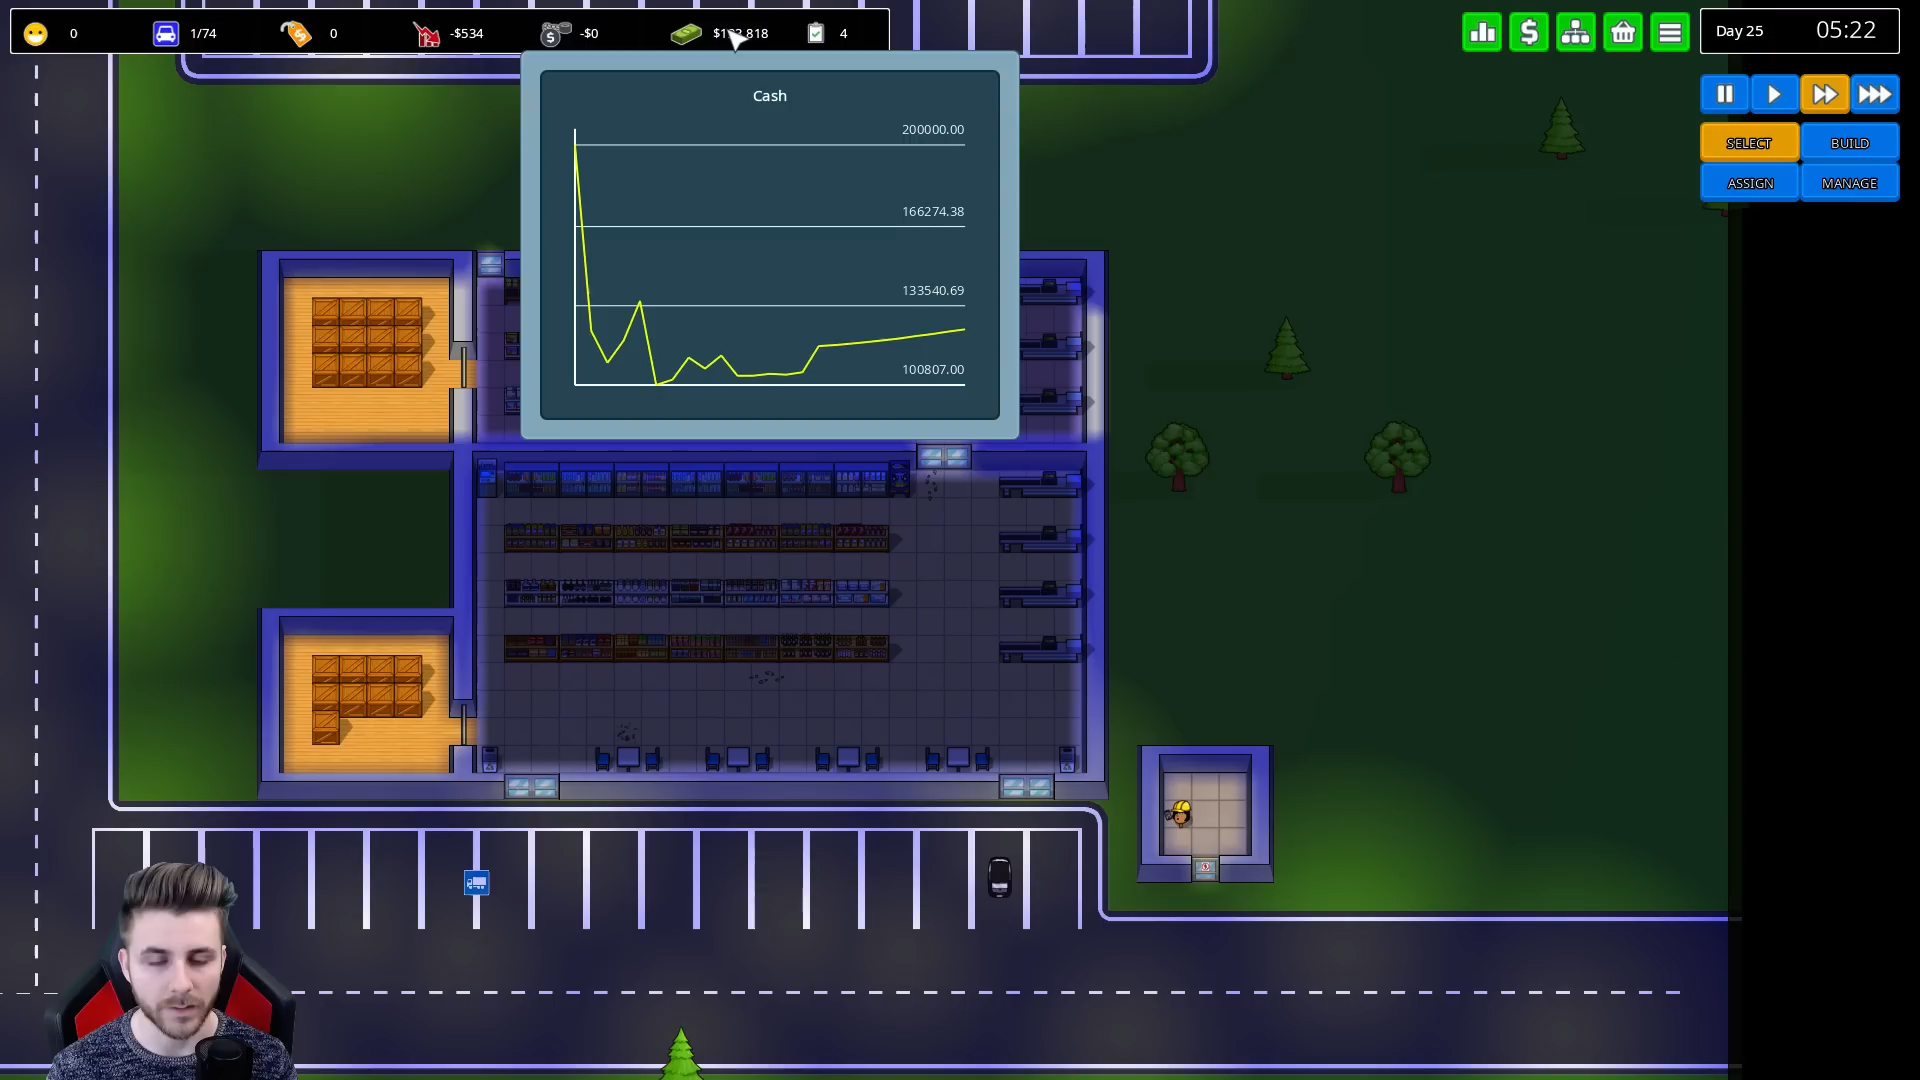 0
1/74
0
-$534
-$0
4
Day 25
05:22
Cash
200000.00
166274.38
133540.69
100807.00
SELECT
BUILD
ASSIGN
MANAGE